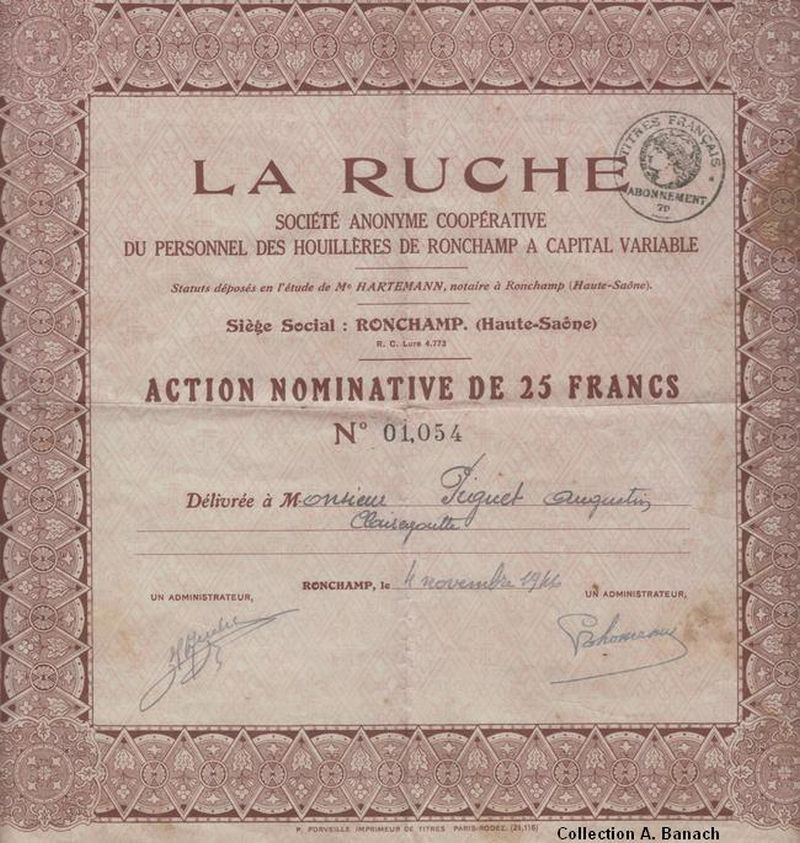 LA RUCHE
TITRES FRANÇAIS
ABONNEMENT
SOCIÉTÉ ANONYME COOPÉRATIVE
DU PERSONNEL DES HOUILLÈRES DE RONCHAMP A CAPITAL VARIABLE
Statuts déposés en l'étude de Me HARTEMANN, notaire à Ronchamp (Haute-Saône).
Siège Social : RONCHAMP. (Haute-Saône)
R. C. Lure 4.773
ACTION NOMINATIVE DE 25 FRANCS
N° 01,054
Délivrée à Monsieur Piguet Augustin
Clairegoutte
RONCHAMP, le 4 novembre
UN ADMINISTRATEUR, UN ADMINISTRATEUR,
P. FORVEILLE IMPRIMEUR DE TITRES PARIS-RODEZ. (21,116)
Collection A. Banach